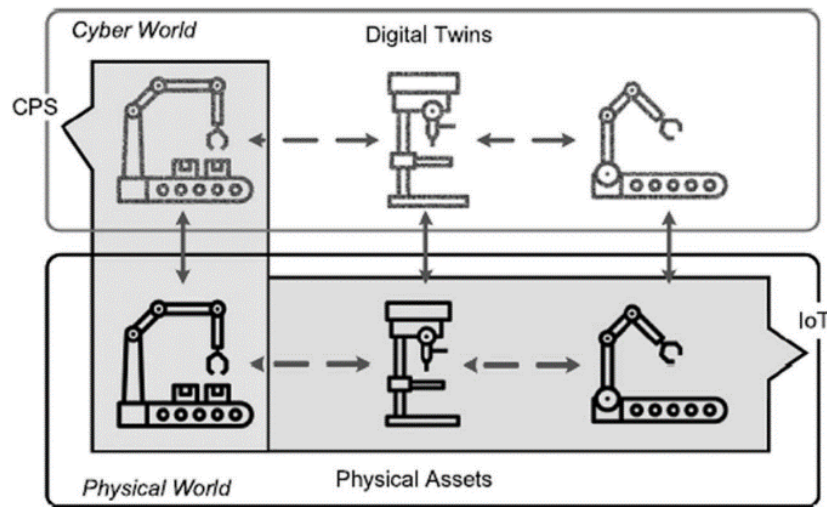 Cyber World
Digital Twins
CPS
IoT
Physical Assets
Physical World